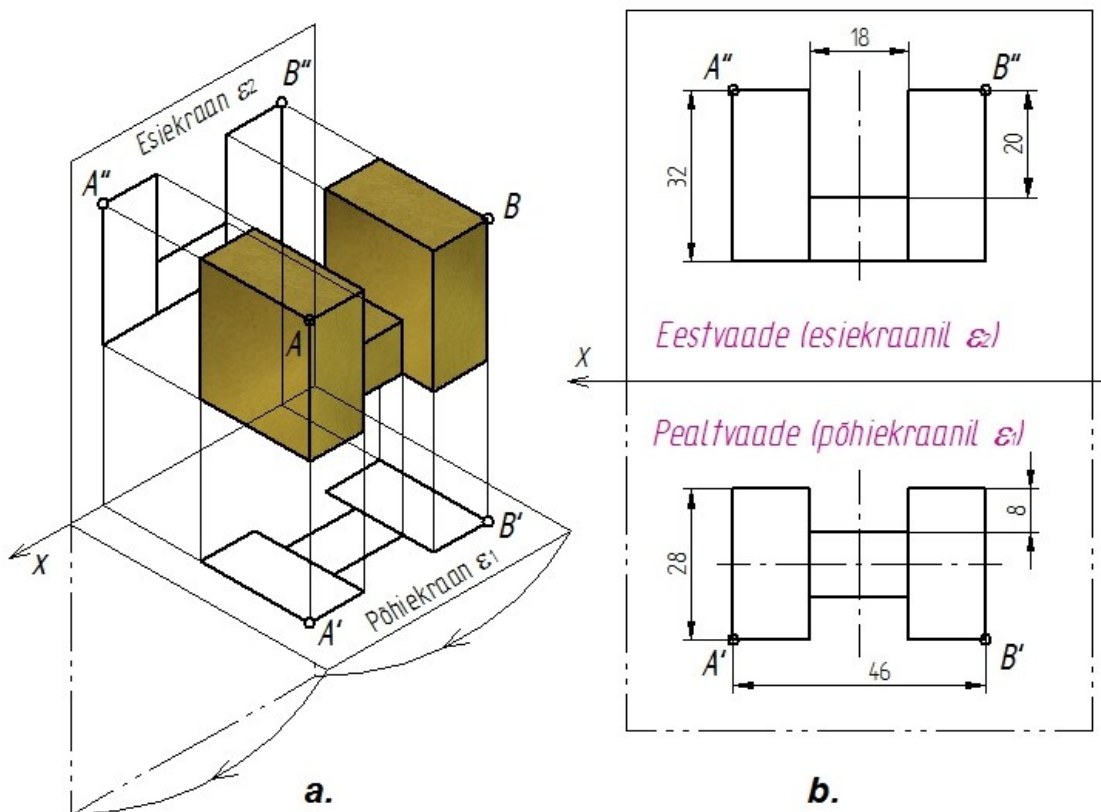 Esiekraan ε2
B"
A"
B
A
X
B'
Põhiekraan ε1
A'
a.
18
A"
B"
32
20
Eestvaade (esiekraanil ε2)
X
Pealtvaade (põhiekraanil ε1)
8
28
A'
B'
46
b.